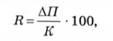 R = ΔП / К · 100,